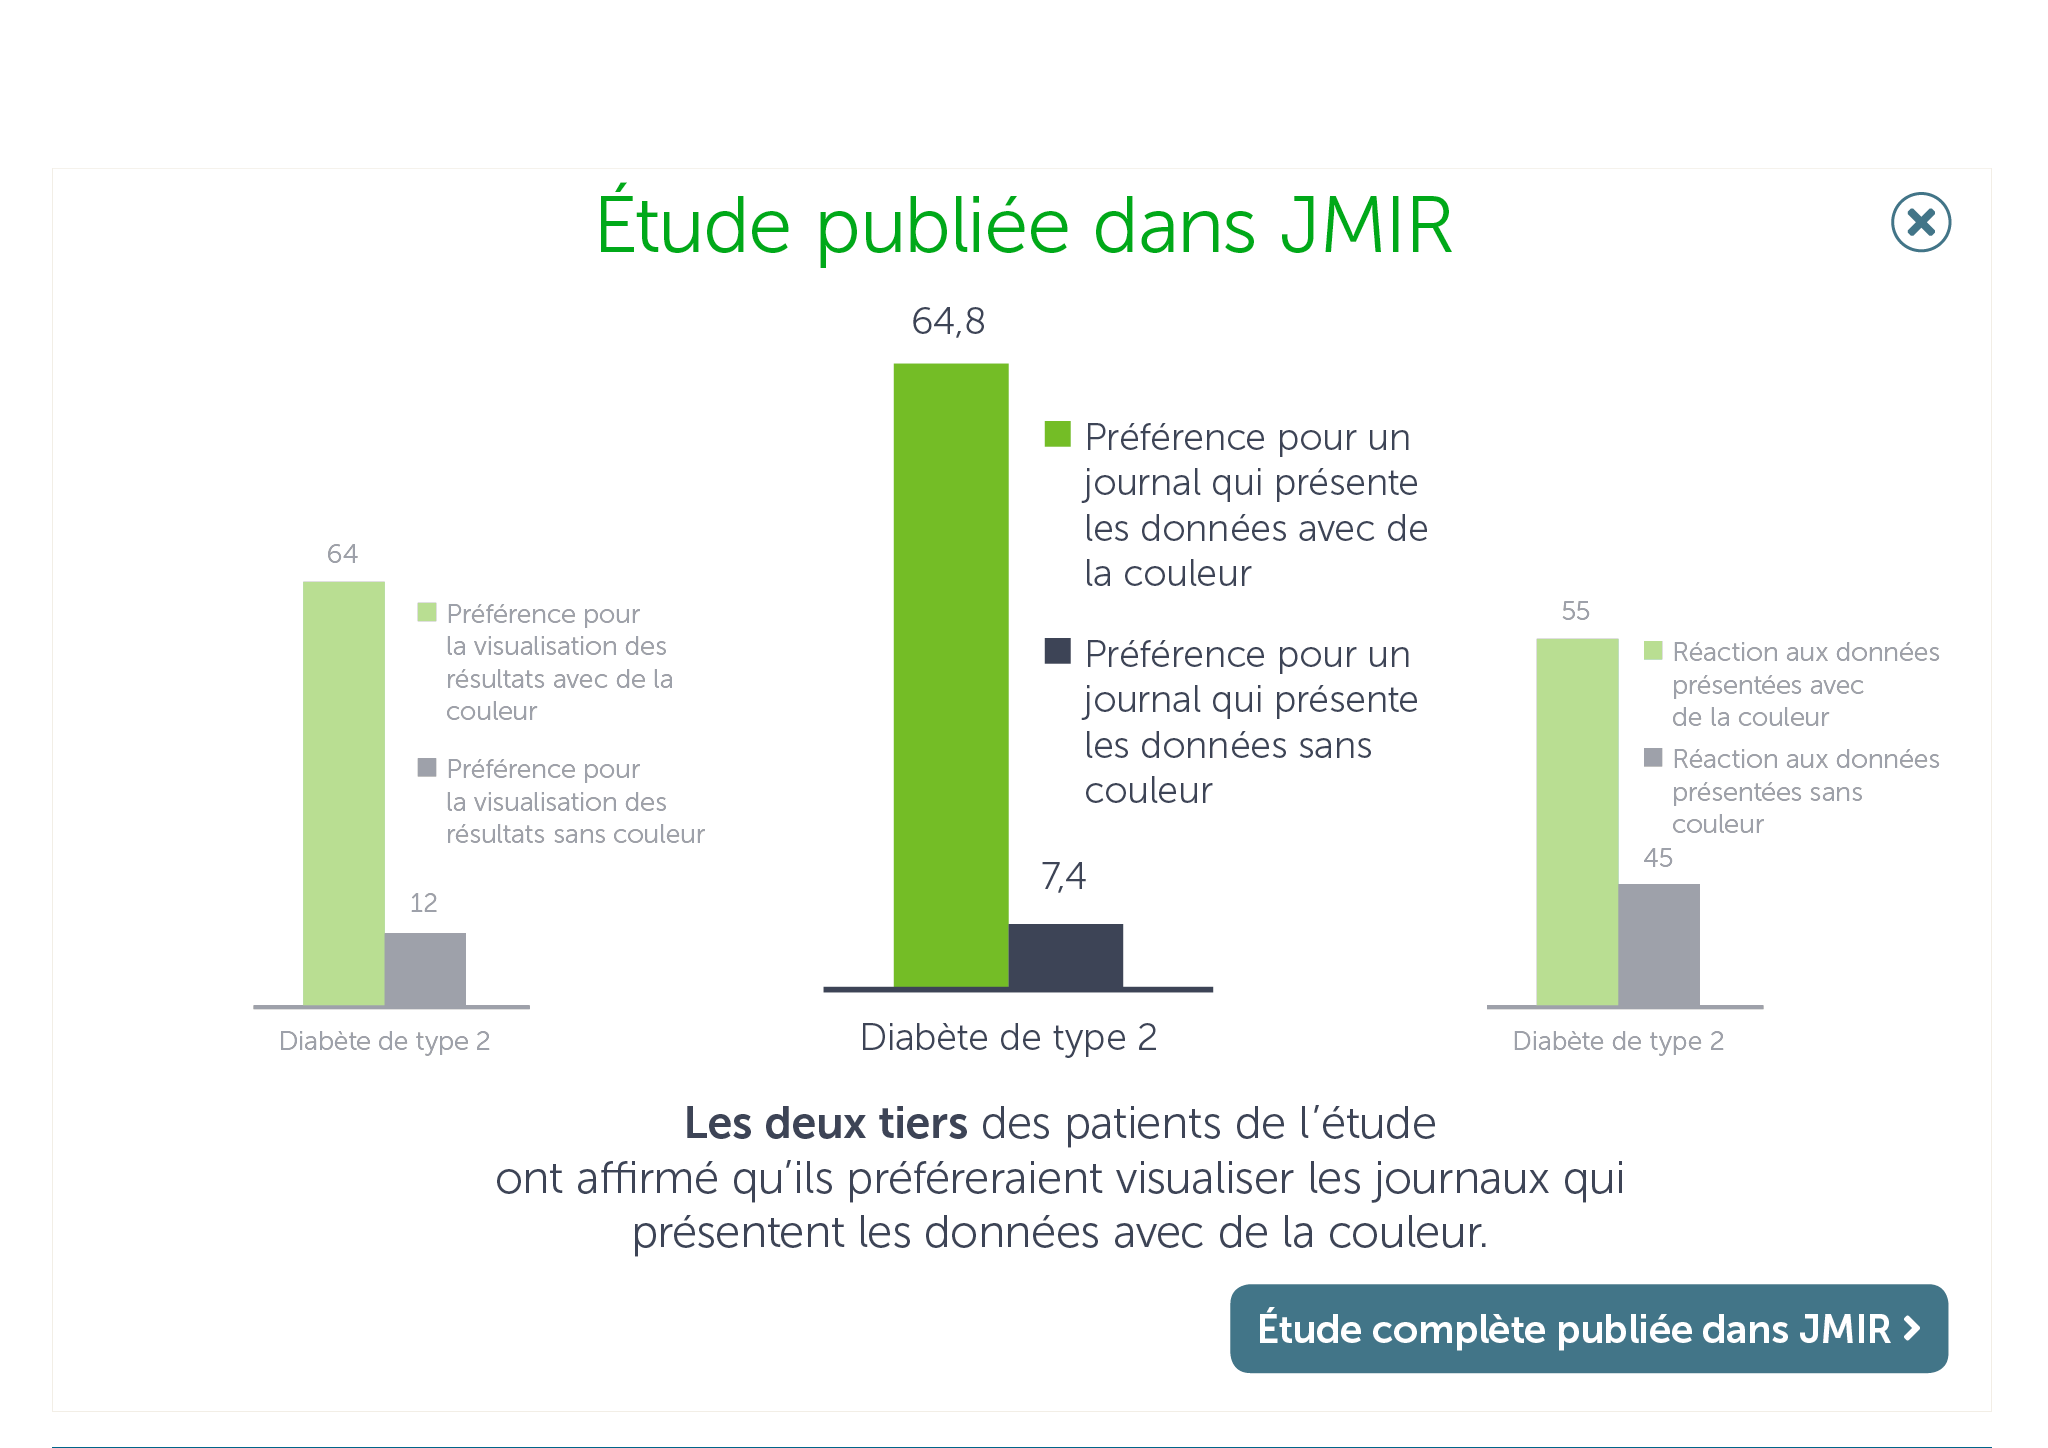 Étude publiée dans JMIR
64
Préférence pour
la visualisation des
résultats avec de la
couleur
Préférence pour
la visualisation des
résultats sans couleur
12
Diabète de type 2
64,8
Préférence pour un
journal qui présente
les données avec de
la couleur
Préférence pour un
journal qui présente
les données sans
couleur
7,4
Diabète de type 2
55
Réaction aux données
présentées avec
de la couleur
Réaction aux données
présentées sans
couleur
45
Diabète de type 2
Les deux tiers des patients de l’étude
ont affirmé qu’ils préféreraient visualiser les journaux qui
présentent les données avec de la couleur.
Étude complète publiée dans JMIR